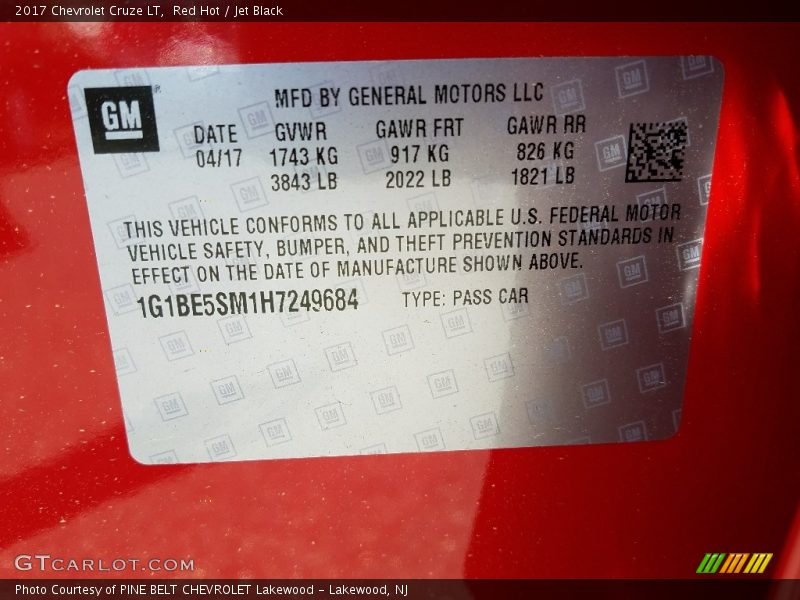 2017 Chevrolet Cruze LT,  Red Hot / Jet Black
GM
MFD BY GENERAL MOTORS LLC
DATE GVWR GAWR FRT GAWR RR
04/17 1743 KG 917 KG 826 KG
3843 LB 2022 LB 1821 LB
THIS VEHICLE CONFORMS TO ALL APPLICABLE U.S. FEDERAL MOTOR
VEHICLE SAFETY, BUMPER, AND THEFT PREVENTION STANDARDS IN
EFFECT ON THE DATE OF MANUFACTURE SHOWN ABOVE.
1G1BE5SM1H7249684 TYPE: PASS CAR
GTCARLOT.COM
Photo Courtesy of PINE BELT CHEVROLET Lakewood - Lakewood, NJ